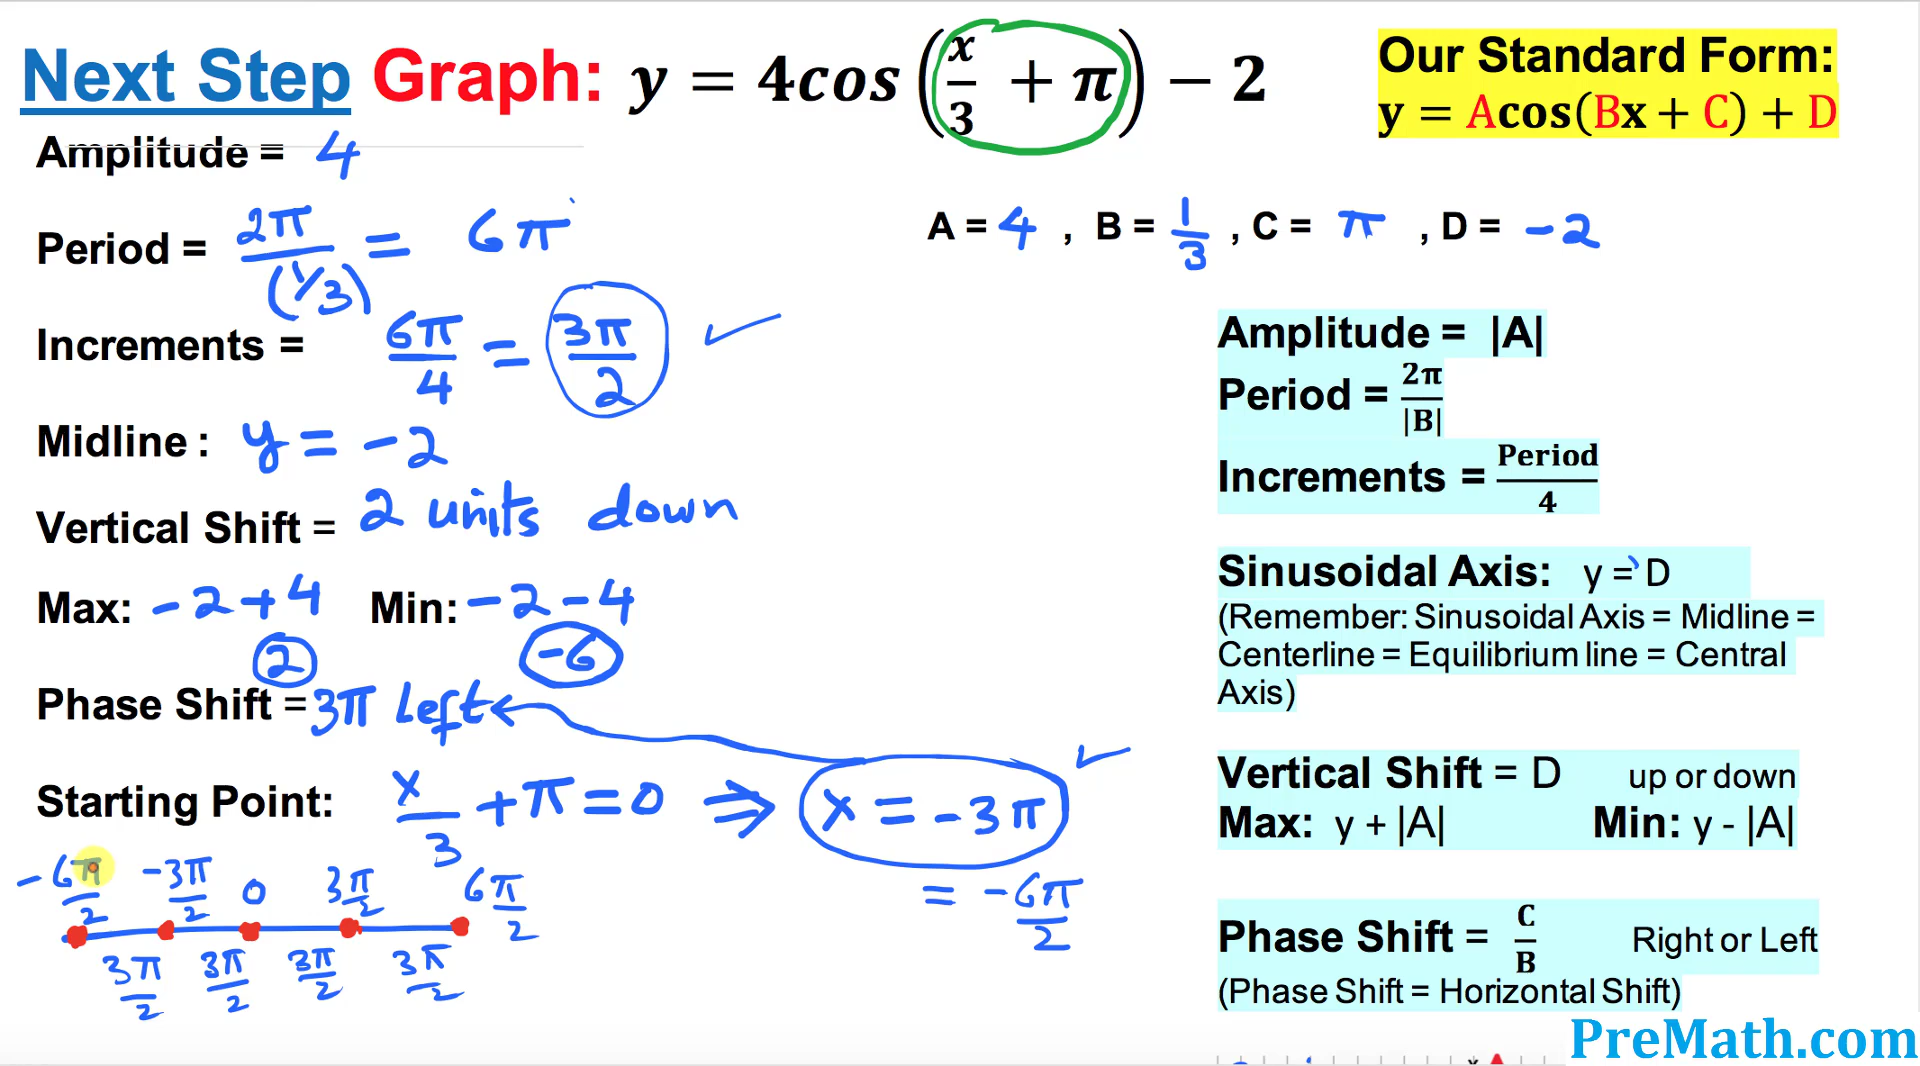 Next Step Graph: y = 4cos(x/3 + π) − 2
Our Standard Form:
y = Acos(Bx + C) + D
Amplitude = 4
A = 4 , B = 1/3 , C = π , D = -2
Period = 2π/(1/3) = 6π
Increments = 6π/4 = 3π/2 ✓
Midline : y = -2
Vertical Shift = 2 units down
Max: -2+4 Min: -2-4
2 -6
Phase Shift = 3π Left
Starting Point: x/3 + π = 0 ⇒ x = -3π ✓
= -6π/2
-6π/2 -3π/2 0 3π/2 6π/2
3π/2 3π/2 3π/2 3π/2
Amplitude = |A|
Period = 2π/|B|
Increments = Period/4
Sinusoidal Axis: y = D
(Remember: Sinusoidal Axis = Midline =
Centerline = Equilibrium line = Central
Axis)
Vertical Shift = D up or down
Max: y + |A| Min: y - |A|
Phase Shift = C/B Right or Left
(Phase Shift = Horizontal Shift)
PreMath.com